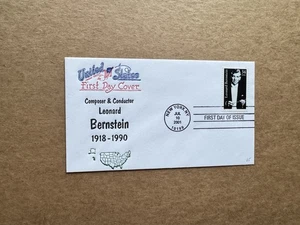 United States
First Day Cover
Composer & Conductor
Leonard
Bernstein
1918-1990
NEW YORK, NY
JUL
10
2001
10199
FIRST DAY OF ISSUE